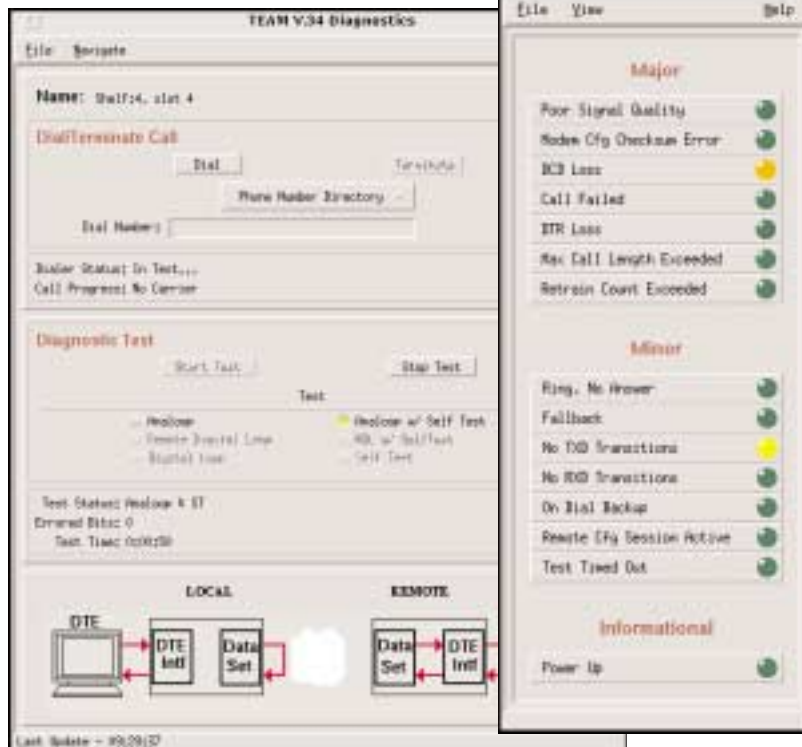 TEAM V.34 Diagnostics
File Navigate
Name: Shelf:4, slot 4
Dial/Terminate Call
Dial Terminate
Phone Number Directory
Dial Number:
Dialer Status: In Test...
Call Progress: No Carrier
Diagnostic Test
Start Test Stop Test
Test
Analoop Analoop w/ Self Test
Remote Digital Loop RDL w/ SelfTest
Digital Loop Self Test
Test Status: Analoop & ST
Errored Bits: 0
Test Time: 0:00:50
LOCAL REMOTE
DTE
DTE Intf
Data Set
Data Set
DTE Intf
Last Update -
File View Help
Major
Poor Signal Quality
Modem Cfg Checksum Error
DCD Loss
Call Failed
DTR Loss
Max Call Length Exceeded
Retrain Count Exceeded
Minor
Ring, No Answer
Fallback
No TXD Transitions
No RXD Transitions
On Dial Backup
Remote Cfg Session Active
Test Timed Out
Informational
Power Up